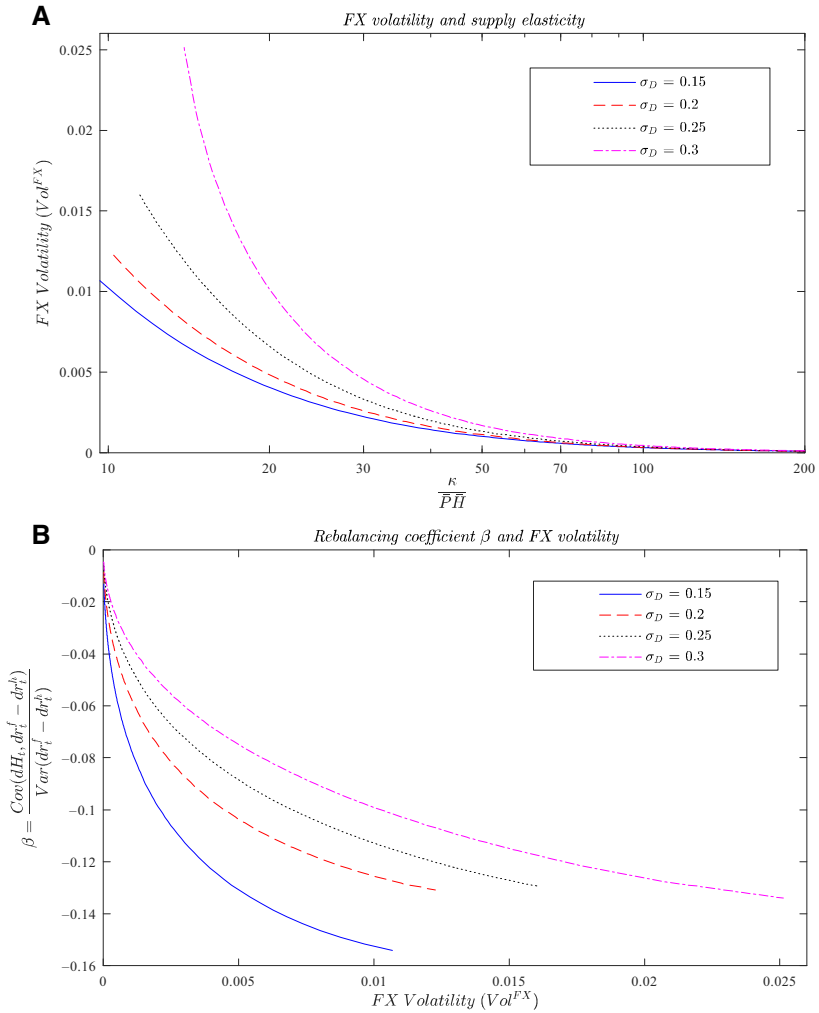 A
FX volatility and supply elasticity
0.025
0.02
0.015
0.01
0.005
0
FX Volatility (Vol^{FX})
σ_D = 0.15
σ_D = 0.2
σ_D = 0.25
σ_D = 0.3
10 20 30 50 70 100 200
κ
P̄H̄
B
Rebalancing coefficient β and FX volatility
0
−0.02
−0.04
−0.06
−0.08
−0.1
−0.12
−0.14
−0.16
β = Cov(dH_t, dr_t^f − dr_t^h)
Var(dr_t^f − dr_t^h)
σ_D = 0.15
σ_D = 0.2
σ_D = 0.25
σ_D = 0.3
0 0.005 0.01 0.015 0.02 0.025
FX Volatility (Vol^{FX})